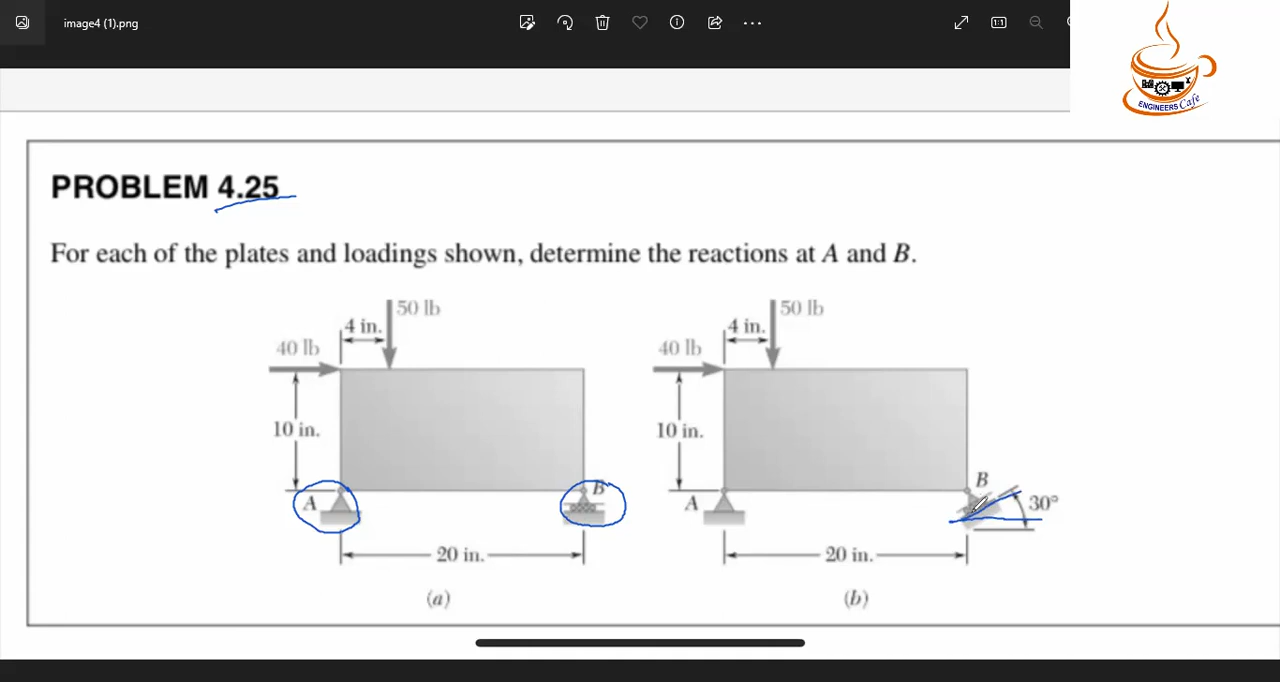 image4 (1).png
ENGINEERS Cafe
PROBLEM 4.25
For each of the plates and loadings shown, determine the reactions at A and B.
50 lb
4 in.
40 lb
10 in.
A
B
20 in.
(a)
50 lb
4 in.
40 lb
10 in.
A
B
30°
20 in.
(b)